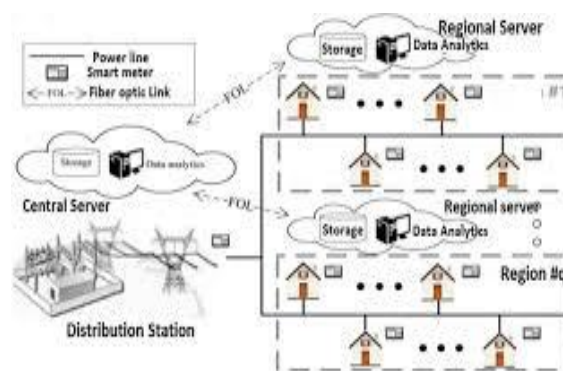 Power line
Smart meter
FOL Fiber optic Link
Regional Server
Storage Data Analytics
FOL
Storage Data analytics
Central Server
FOL
Regional server
Storage Data Analytics
Region
Distribution Station